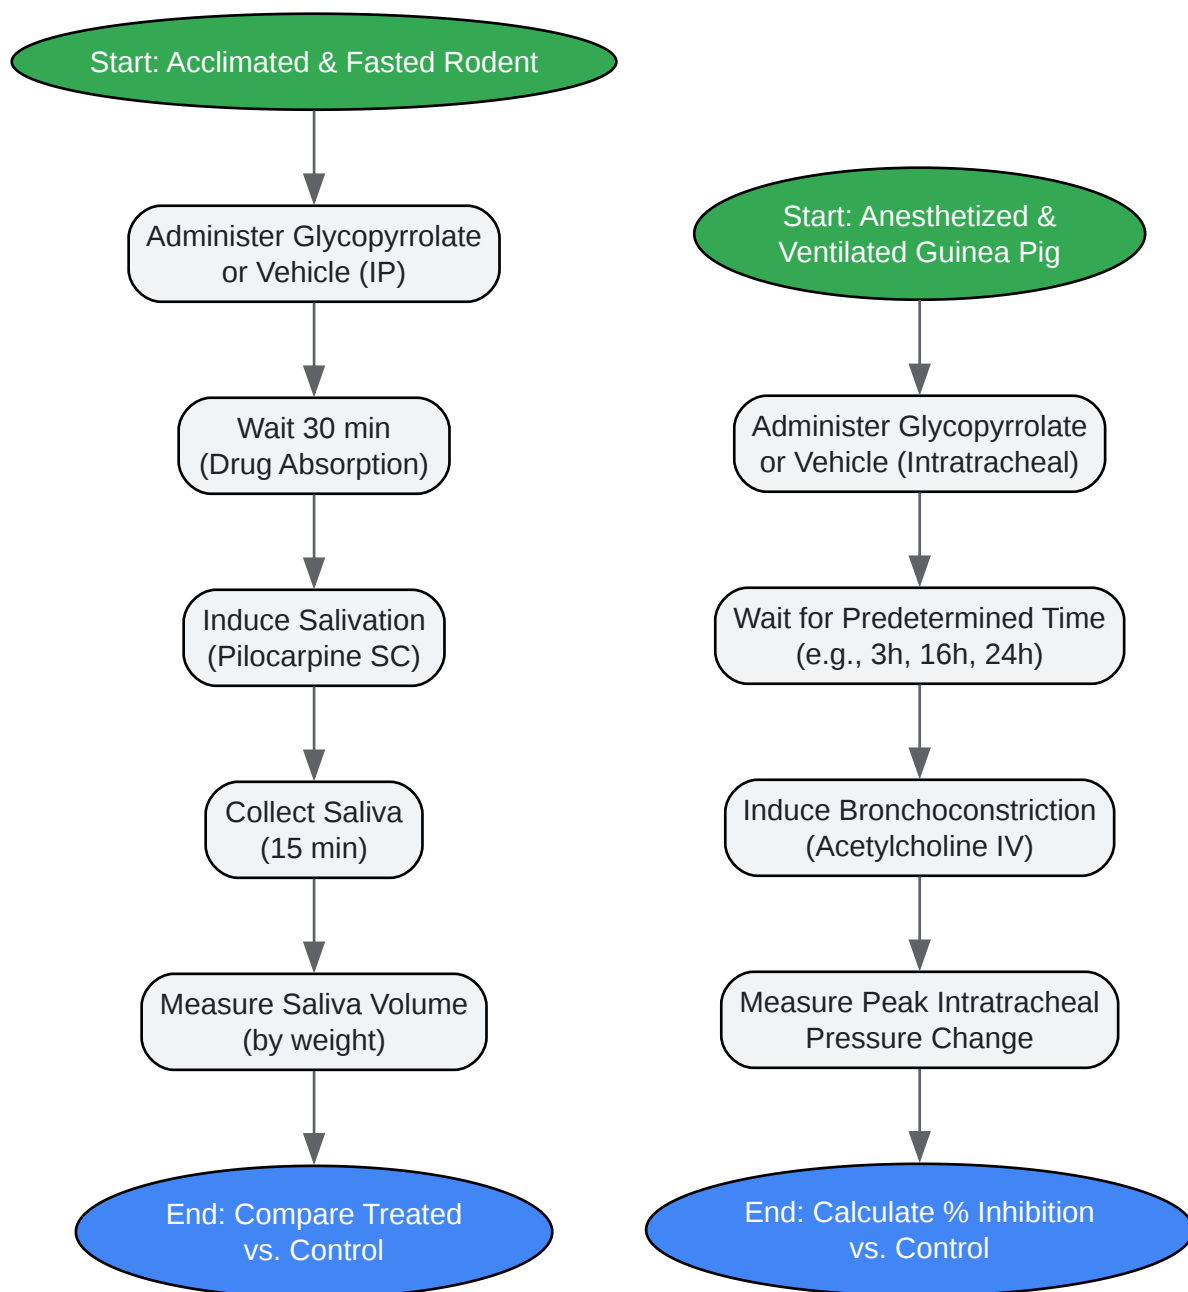 Start: Acclimated & Fasted Rodent
Administer Glycopyrrolate
or Vehicle (IP)
Wait 30 min
(Drug Absorption)
Induce Salivation
(Pilocarpine SC)
Collect Saliva
(15 min)
Measure Saliva Volume
(by weight)
End: Compare Treated
vs. Control
Start: Anesthetized &
Ventilated Guinea Pig
Administer Glycopyrrolate
or Vehicle (Intratracheal)
Wait for Predetermined Time
(e.g., 3h, 16h, 24h)
Induce Bronchoconstriction
(Acetylcholine IV)
Measure Peak Intratracheal
Pressure Change
End: Calculate % Inhibition
vs. Control